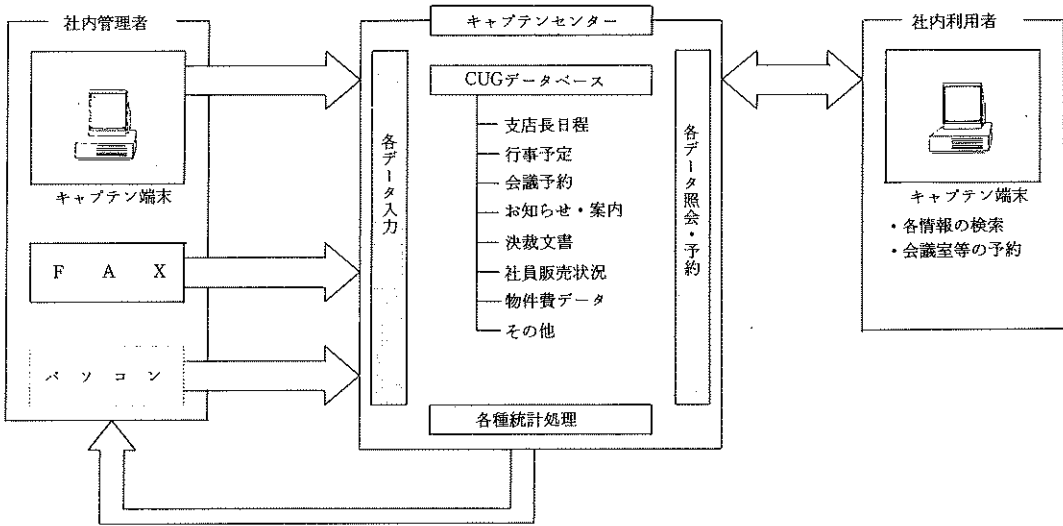 社内管理者
キャプテン端末
FAX
パソコン
キャプテンセンター
各データ入力
CUGデータベース
支店長日程
行事予定
会議予約
お知らせ・案内
決裁文書
社員販売状況
物件費データ
その他
各種統計処理
各データ照会・予約
社内利用者
キャプテン端末
・各情報の検索
・会議室等の予約